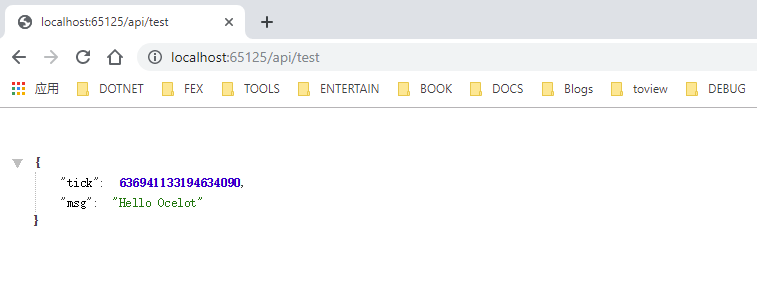 localhost:65125/api/test
localhost:65125/api/test
应用 DOTNET FEX TOOLS ENTERTAIN BOOK DOCS Blogs toview DEBUG
{
"tick": 636941133194634090,
"msg": "Hello Ocelot"
}